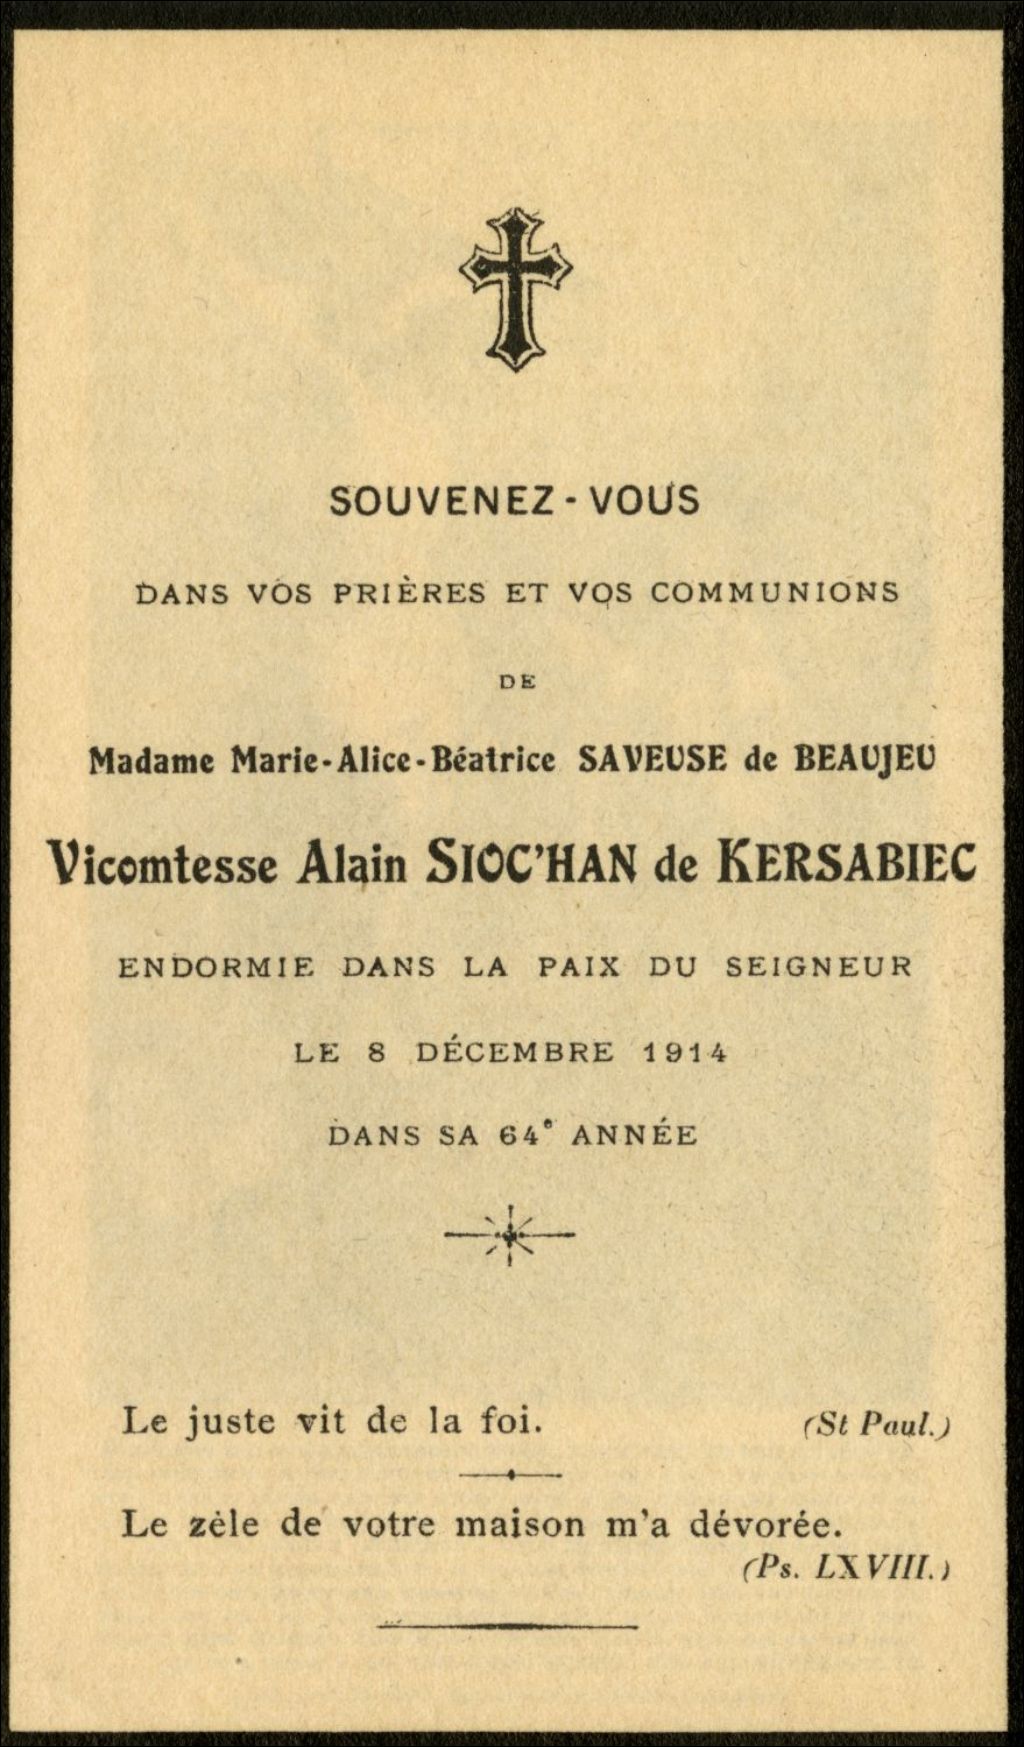 SOUVENEZ-VOUS
DANS VOS PRIÈRES ET VOS COMMUNIONS
DE
Madame Marie-Alice-Béatrice SAVEUSE de BEAUJEU
Vicomtesse Alain SIOC'HAN de KERSABIEC
ENDORMIE DANS LA PAIX DU SEIGNEUR
LE 8 DÉCEMBRE 1914
DANS SA 64e ANNÉE
Le juste vit de la foi. (St Paul.)
Le zèle de votre maison m'a dévorée.
(Ps. LXVIII.)